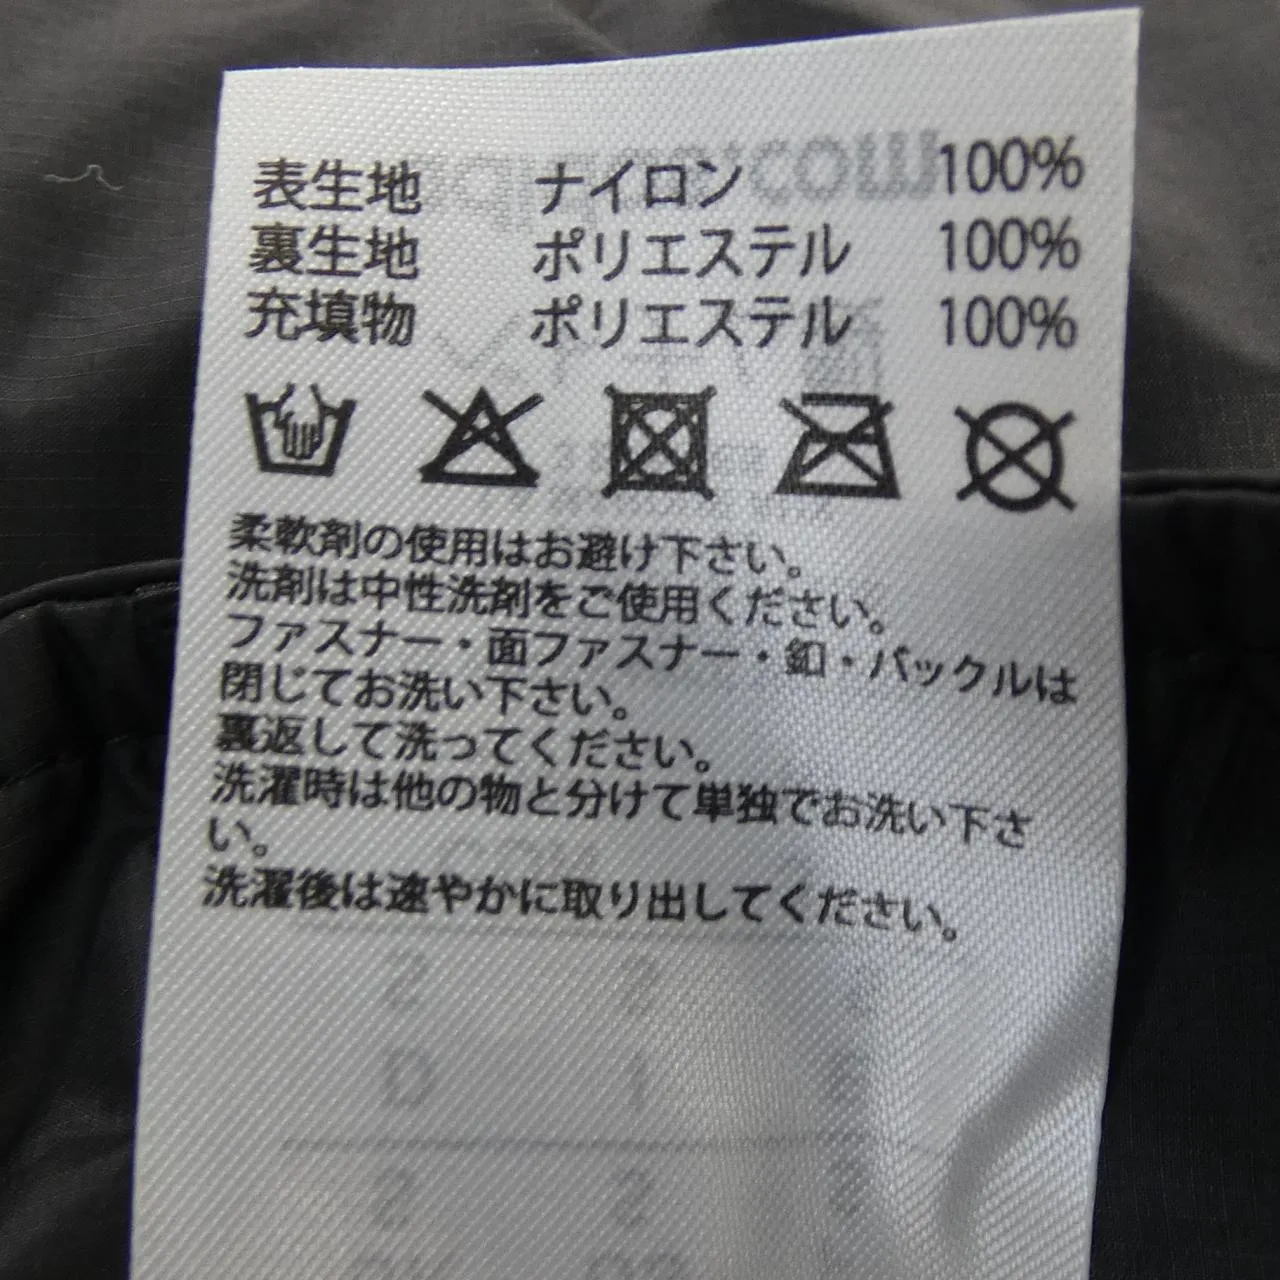 表生地 ナイロン 100%
裏生地 ポリエステル 100%
充填物 ポリエステル 100%
柔軟剤の使用はお避け下さい。
洗剤は中性洗剤をご使用ください。
ファスナー・面ファスナー・釦・バックルは
閉じてお洗い下さい。
裏返して洗ってください。
洗濯時は他の物と分けて単独でお洗い下さ
い。
洗濯後は速やかに取り出してください。